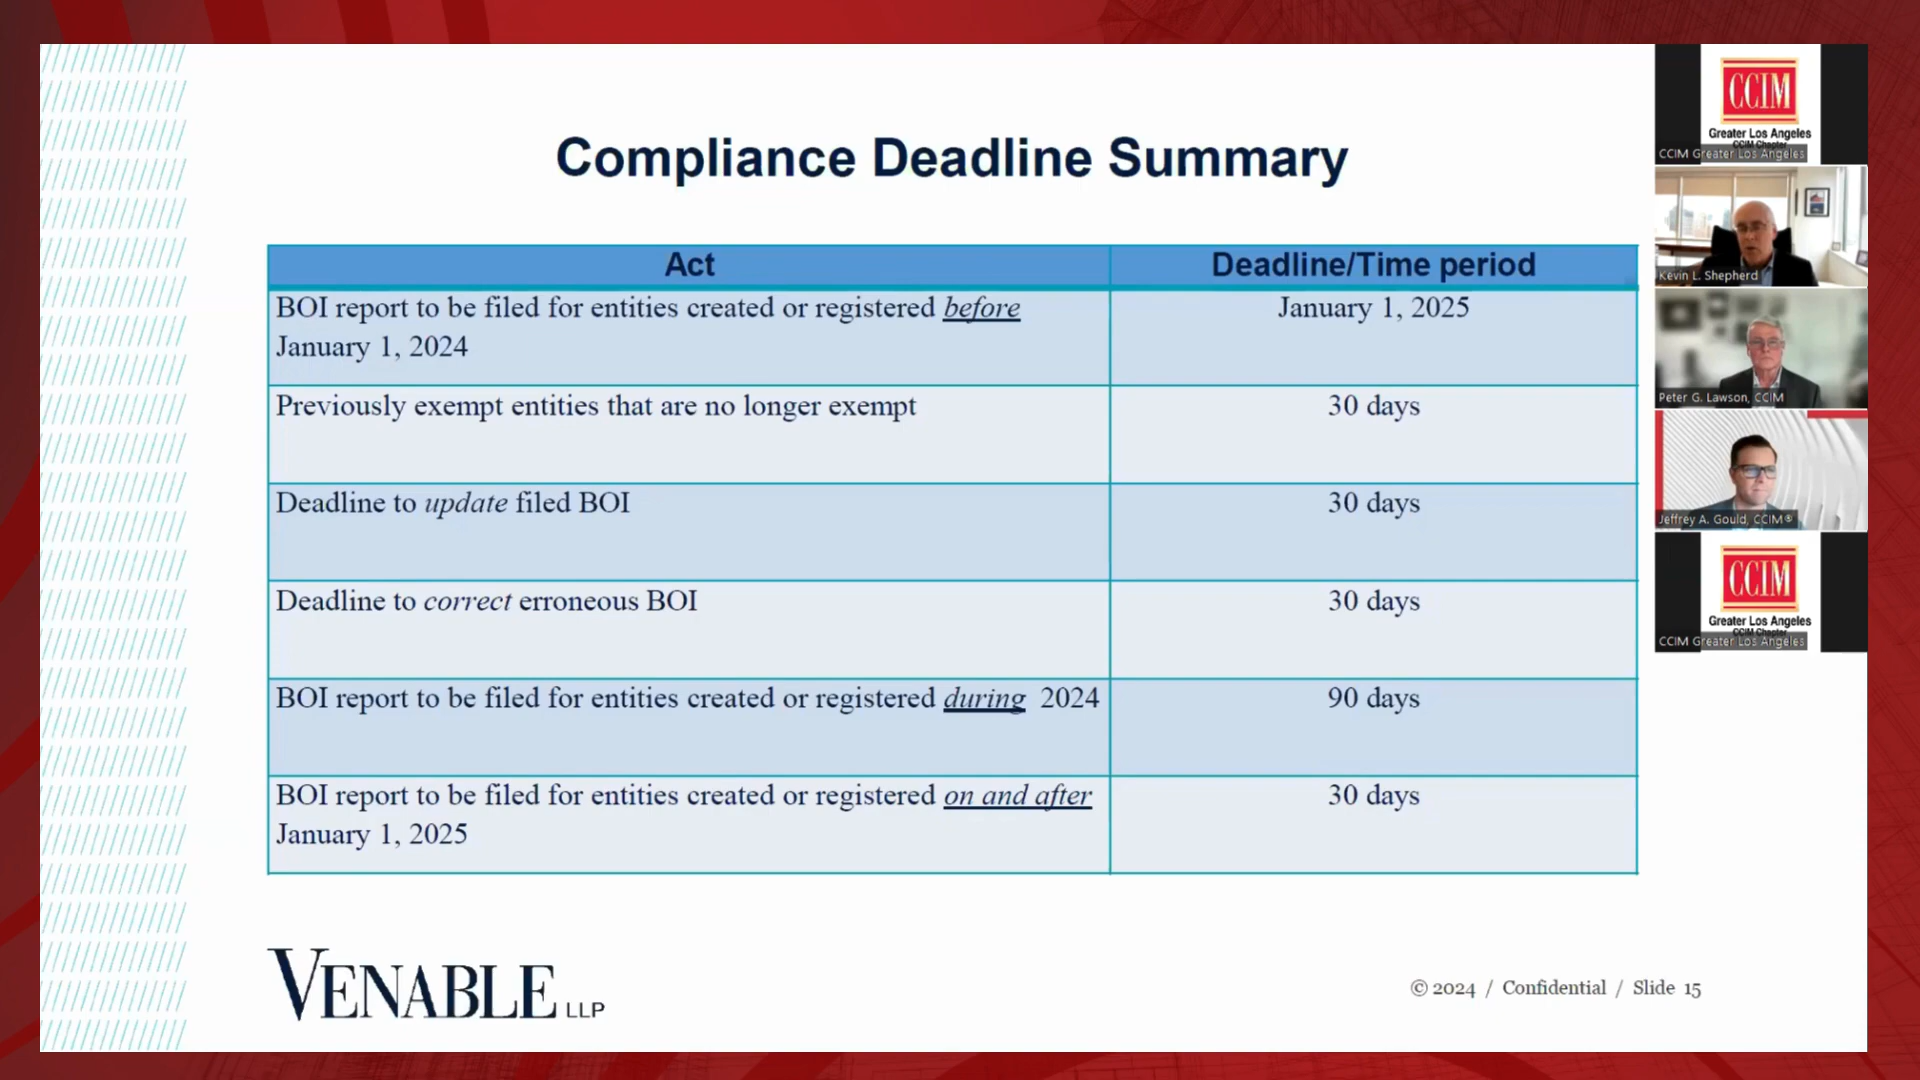 Compliance Deadline Summary
Act
Deadline/Time period
BOI report to be filed for entities created or registered before
January 1, 2024
January 1, 2025
Previously exempt entities that are no longer exempt
30 days
Deadline to update filed BOI
30 days
Deadline to correct erroneous BOI
30 days
BOI report to be filed for entities created or registered during 2024
90 days
BOI report to be filed for entities created or registered on and after
January 1, 2025
30 days
VENABLE LLP
© 2024 / Confidential / Slide 15
CCIM
Greater Los Angeles
CCIM Chapter
CCIM Greater Los Angeles
Kevin L. Shepherd
Peter G. Lawson, CCIM
Jeffrey A. Gould, CCIM®
CCIM
Greater Los Angeles
CCIM Chapter
CCIM Greater Los Angeles